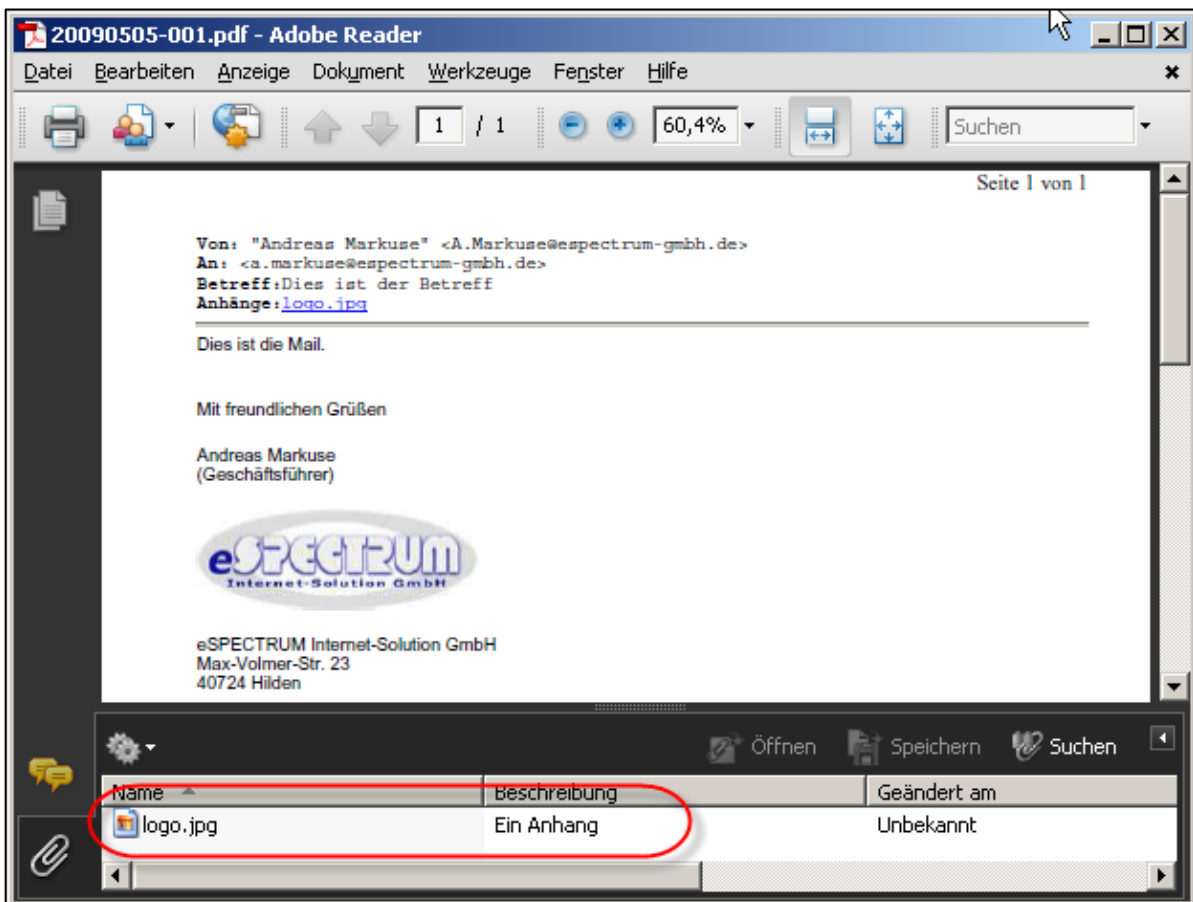 20090505-001.pdf - Adobe Reader
Datei Bearbeiten Anzeige Dokument Werkzeuge Fenster Hilfe
1 / 1 60,4% Suchen
Seite 1 von 1
Von: "Andreas Markuse" <A.Markuse@espectrum-gmbh.de>
An: <a.markuse@espectrum-gmbh.de>
Betreff:Dies ist der Betreff
Anhänge:logo.jpg
Dies ist die Mail.
Mit freundlichen Grüßen
Andreas Markuse
(Geschäftsführer)
eSPECTRUM
Internet-Solution GmbH
eSPECTRUM Internet-Solution GmbH
Max-Volmer-Str. 23
40724 Hilden
Öffnen Speichern Suchen
Name Beschreibung Geändert am
logo.jpg Ein Anhang Unbekannt